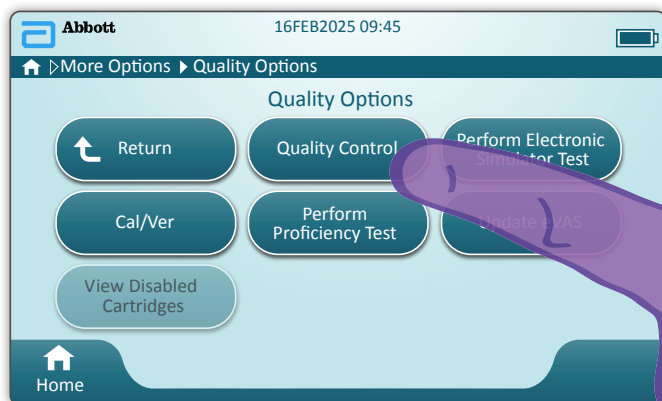 Abbott
16FEB2025 09:45
More Options Quality Options
Quality Options
Return
Quality Control
Perform Electronic
Simulator Test
Cal/Ver
Perform
Proficiency Test
Update eVAS
View Disabled
Cartridges
Home